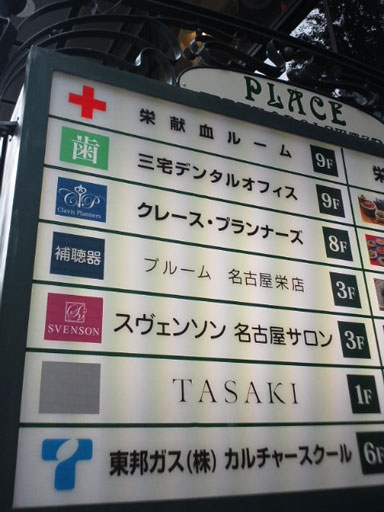 PLACE
栄献血ルーム 9F
歯 三宅デンタルオフィス 9F
Clavis Planners クレース・プランナーズ 8F
補聴器 ブルーム 名古屋栄店 3F
SVENSON スヴェンソン 名古屋サロン 3F
TASAKI 1F
東邦ガス(株) カルチャースクール 6F